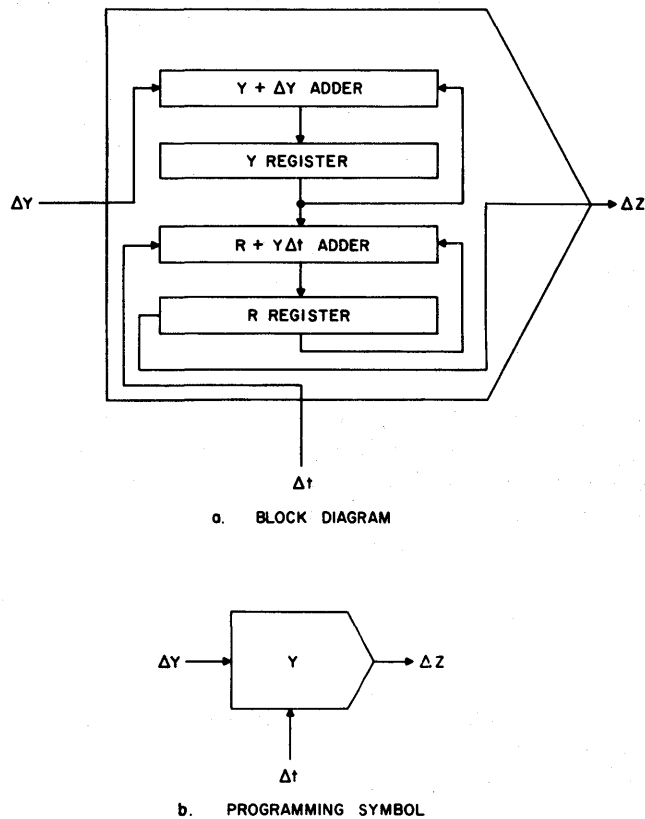 Y + ΔY ADDER
Y REGISTER
ΔY
ΔZ
R + YΔt ADDER
R REGISTER
Δt
a. BLOCK DIAGRAM
ΔY
Y
ΔZ
Δt
b. PROGRAMMING SYMBOL